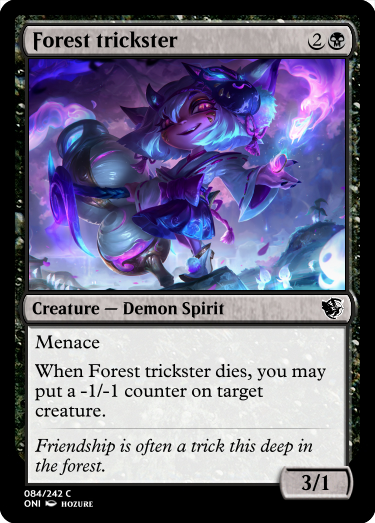 Forest trickster 2
Creature — Demon Spirit
Menace
When Forest trickster dies, you may
put a -1/-1 counter on target
creature.
Friendship is often a trick this deep in
the forest.
3/1
084/242 C
ONI HOZURE